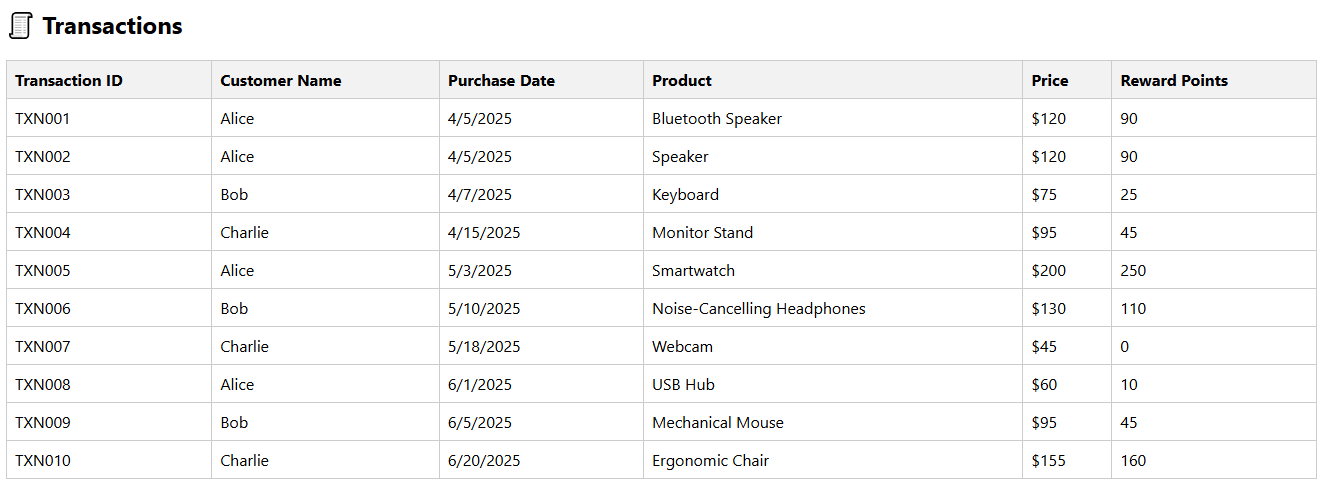 Transactions
Transaction ID Customer Name Purchase Date Product Price Reward Points
TXN001 Alice 4/5/2025 Bluetooth Speaker $120 90
TXN002 Alice 4/5/2025 Speaker $120 90
TXN003 Bob 4/7/2025 Keyboard $75 25
TXN004 Charlie 4/15/2025 Monitor Stand $95 45
TXN005 Alice 5/3/2025 Smartwatch $200 250
TXN006 Bob 5/10/2025 Noise-Cancelling Headphones $130 110
TXN007 Charlie 5/18/2025 Webcam $45 0
TXN008 Alice 6/1/2025 USB Hub $60 10
TXN009 Bob 6/5/2025 Mechanical Mouse $95 45
TXN010 Charlie 6/20/2025 Ergonomic Chair $155 160